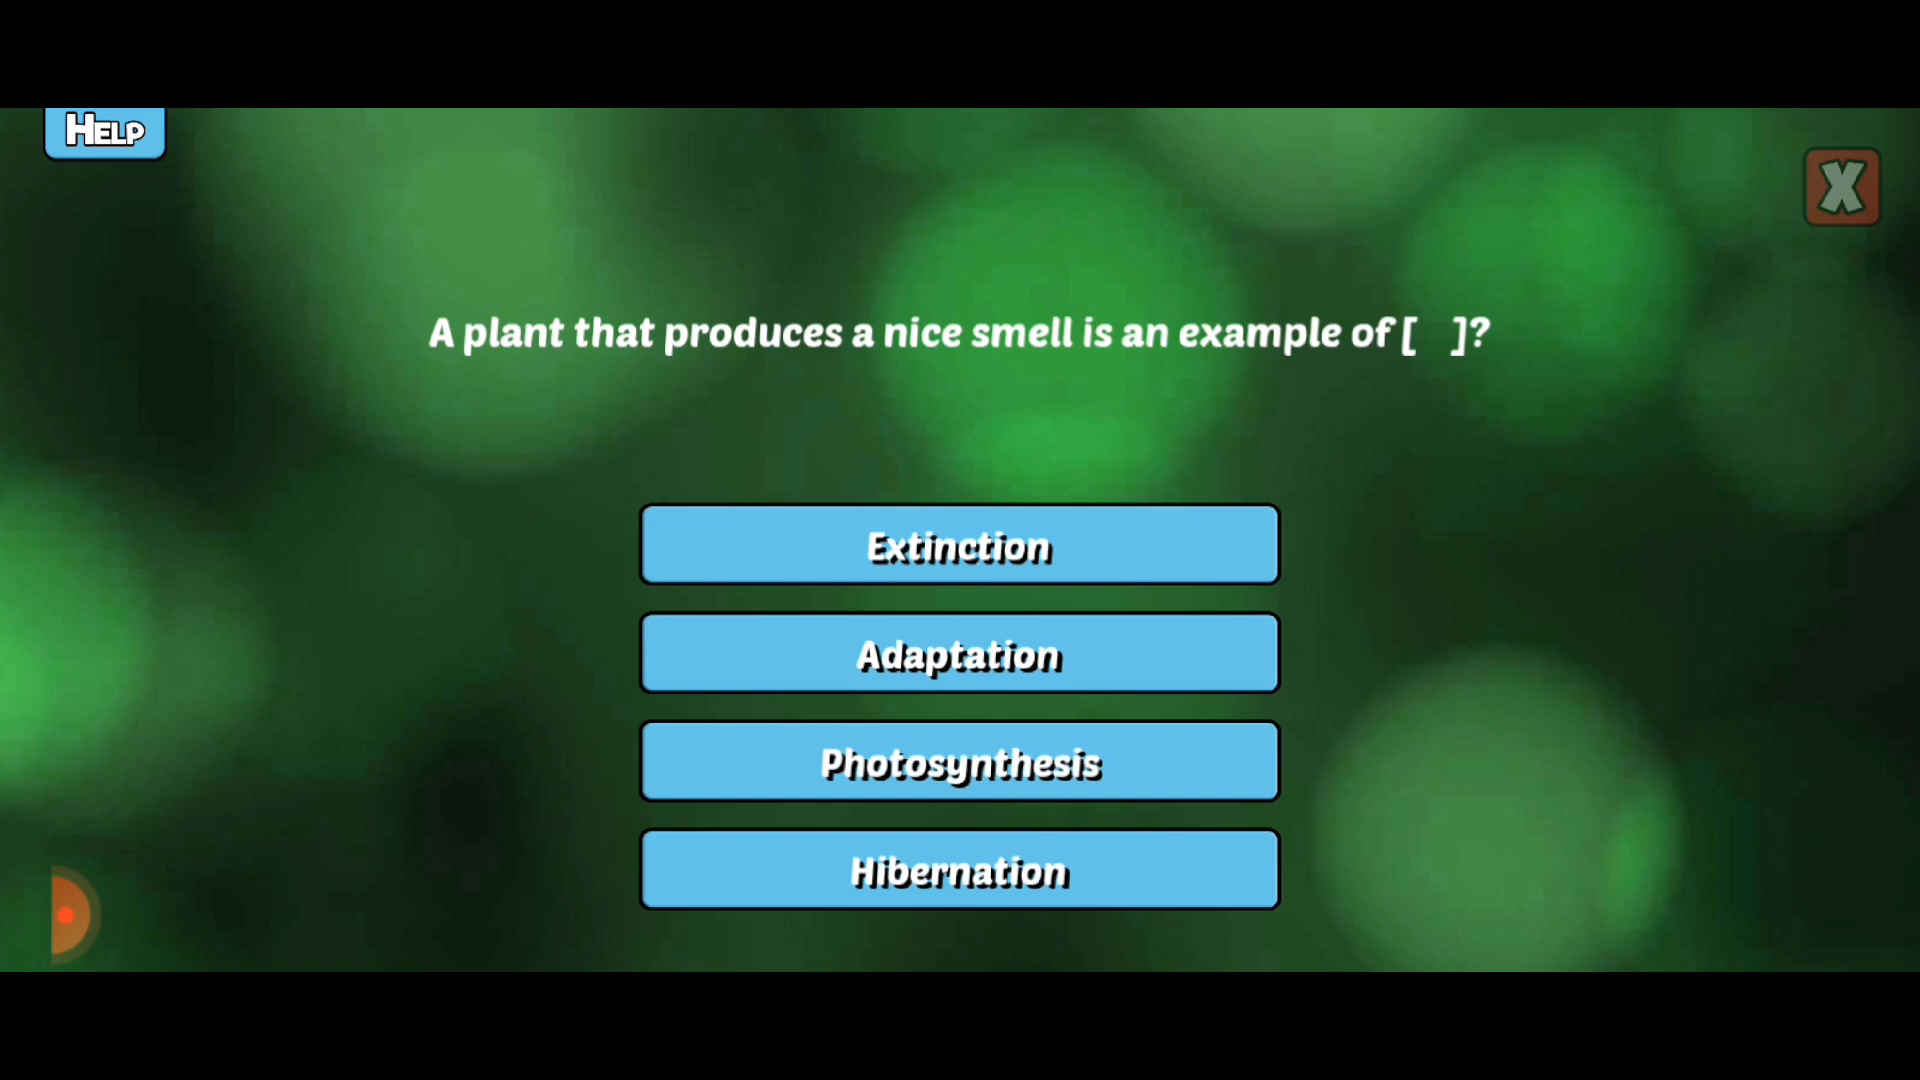 HELP
X
A plant that produces a nice smell is an example of [   ]?
Extinction
Adaptation
Photosynthesis
Hibernation